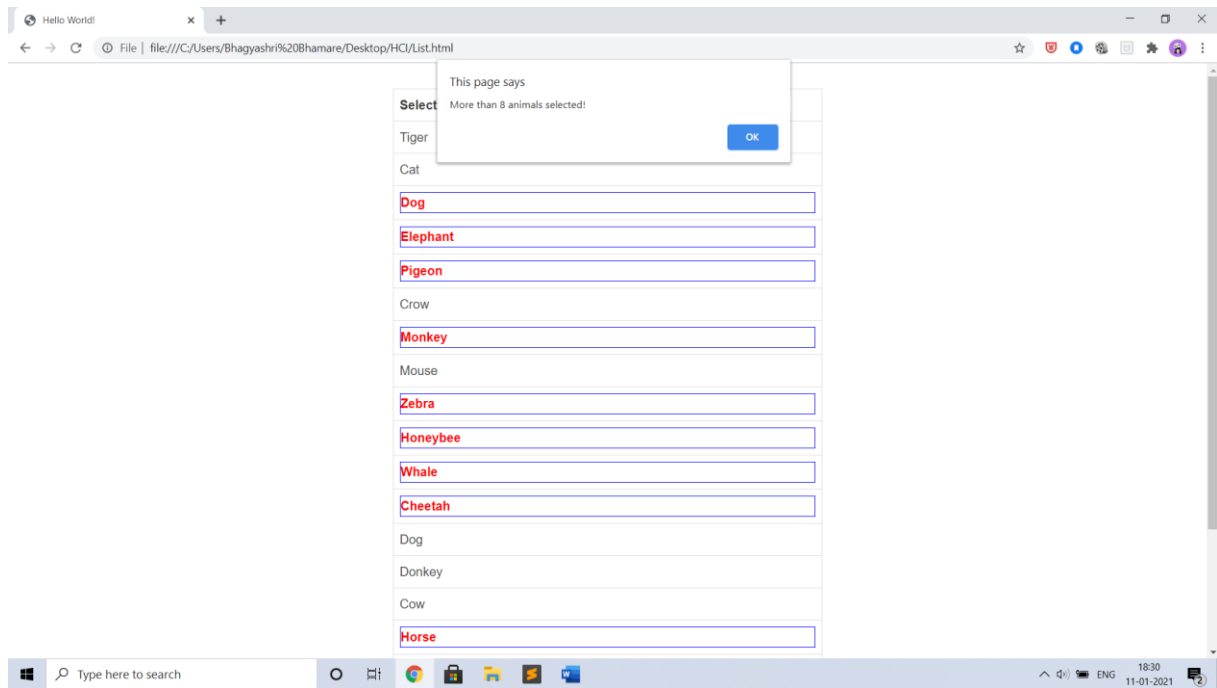 Hello World!
File | file:///C:/Users/Bhagyashri%20Bhamare/Desktop/HCI/List.html
This page says
More than 8 animals selected!
OK
Select
Tiger
Cat
Dog
Elephant
Pigeon
Crow
Monkey
Mouse
Zebra
Honeybee
Whale
Cheetah
Dog
Donkey
Cow
Horse
Type here to search
ENG
18:30
11-01-2021
2